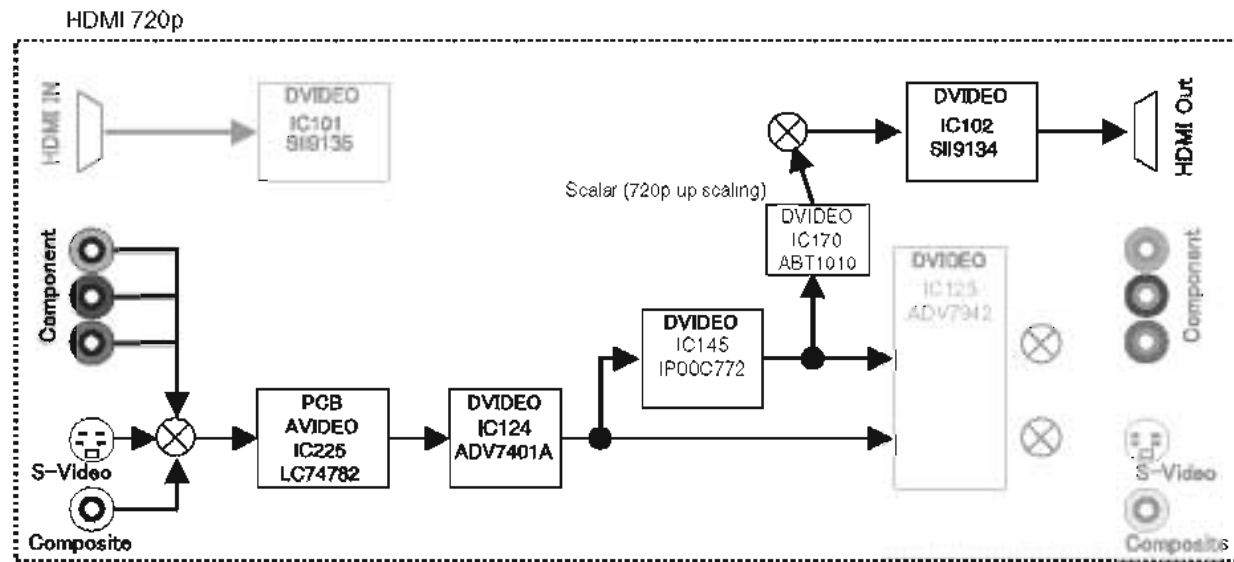 HDMI 720p
HDMI IN
DVIDEO
IC101
SII9135
DVIDEO
IC102
SII9134
HDMI Out
Scalar (720p up scaling)
DVIDEO
IC170
ABT1010
Component
DVIDEO
IC145
IP00C772
DVIDEO
IC125
ADV7942
Component
PCB
AVIDEO
IC225
LC74782
DVIDEO
IC124
ADV7401A
S-Video
Composite
S-Video
Composite
s